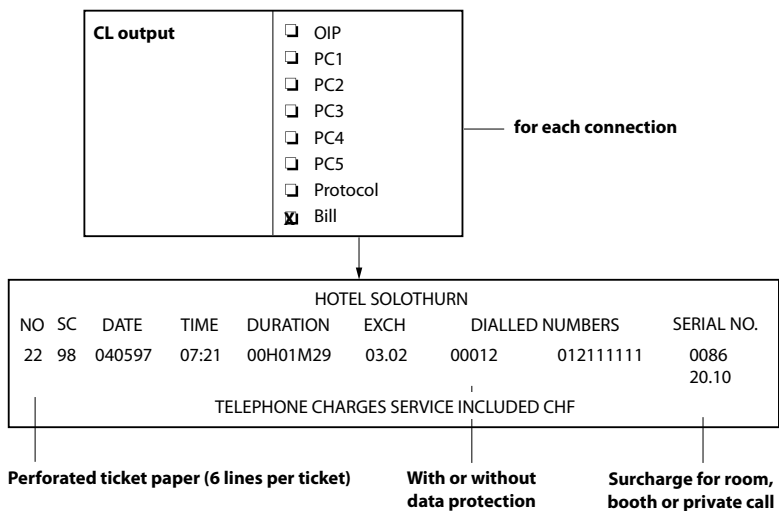 CL output
OIP
PC1
PC2
PC3
PC4
PC5
Protocol
X Bill
for each connection
HOTEL SOLOTHURN
NO SC DATE TIME DURATION EXCH DIALLED NUMBERS SERIAL NO.
22 98 040597 07:21 00H01M29 03.02 00012 012111111 0086
20.10
TELEPHONE CHARGES SERVICE INCLUDED CHF
Perforated ticket paper (6 lines per ticket)
With or without
data protection
Surcharge for room,
booth or private call